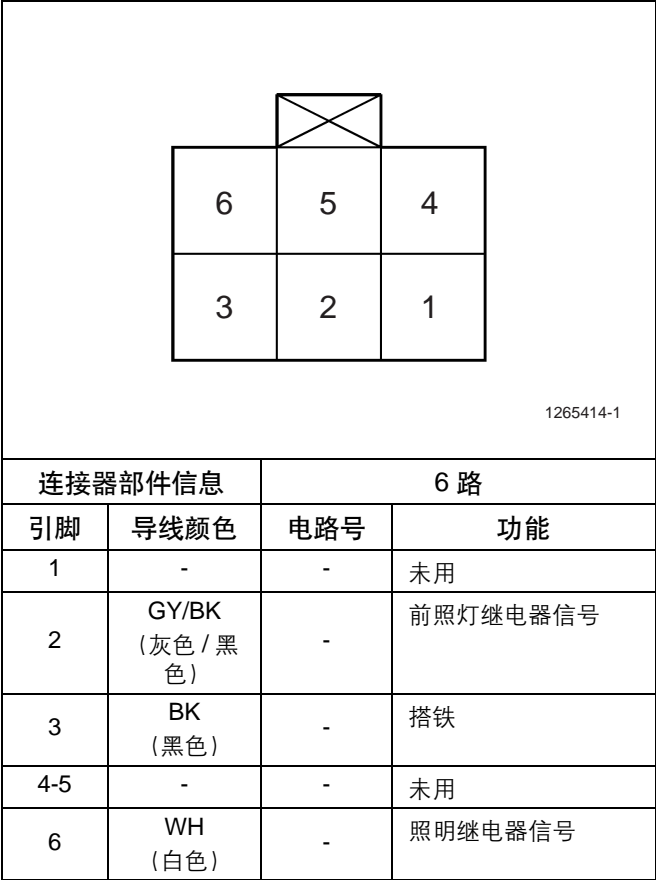 6 5 4
3 2 1
1265414-1
连接器部件信息 6 路
引脚 导线颜色 电路号 功能
1 - - 未用
2 GY/BK
(灰色 / 黑
色) - 前照灯继电器信号
3 BK
(黑色) - 搭铁
4-5 - - 未用
6 WH
(白色) - 照明继电器信号